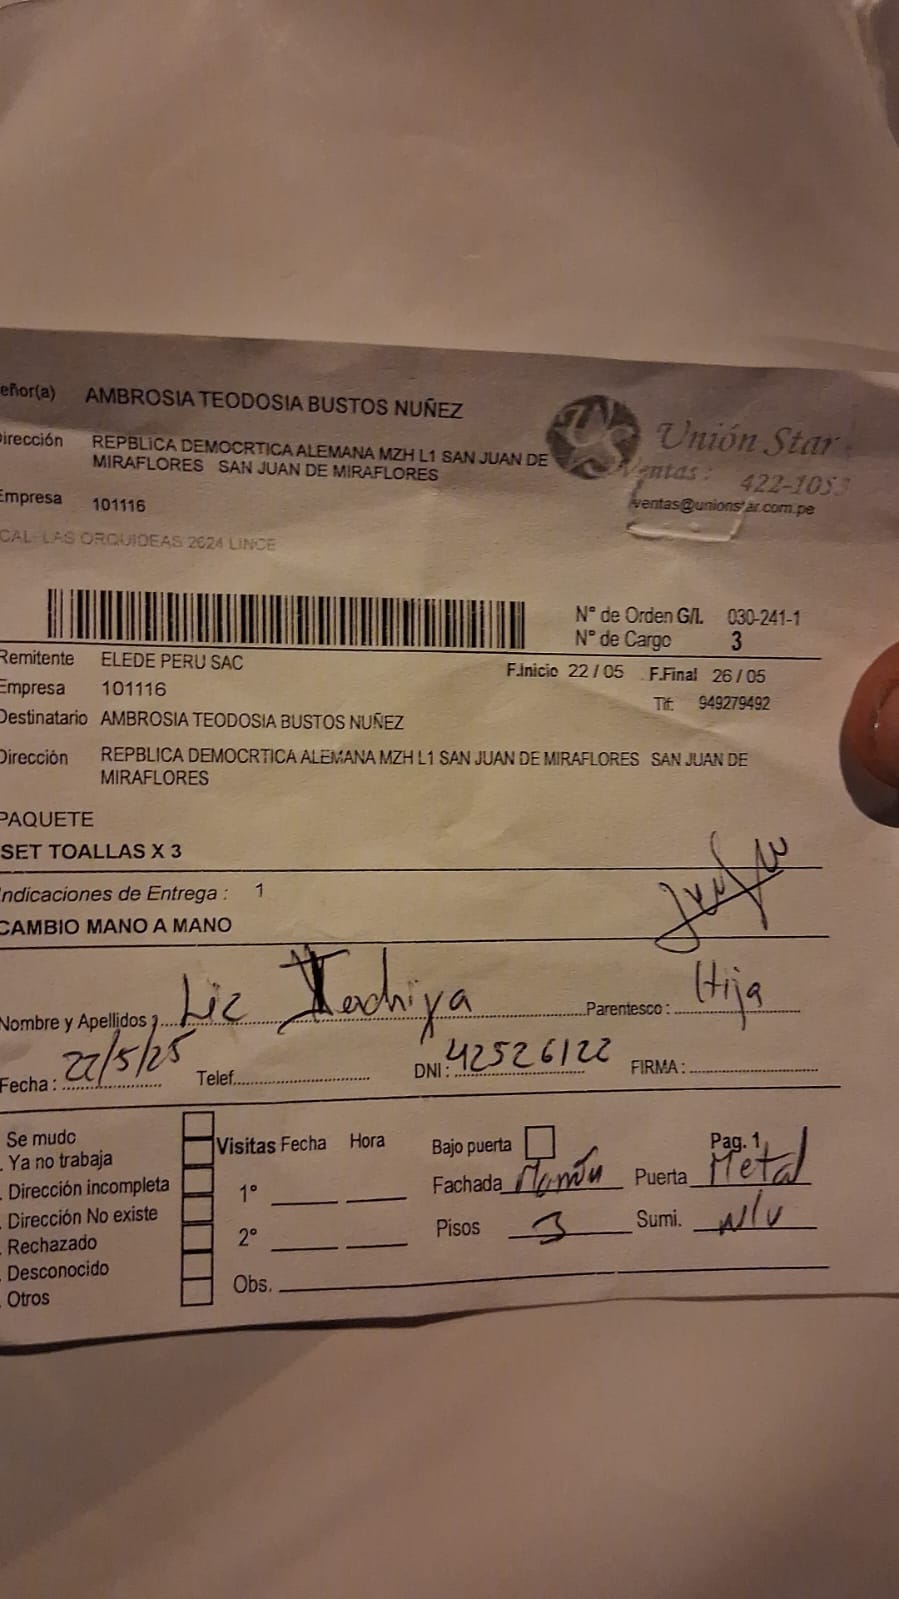 eñor(a) AMBROSIA TEODOSIA BUSTOS NUÑEZ
Dirección REPBLICA DEMOCRTICA ALEMANA MZH L1 SAN JUAN DE
MIRAFLORES SAN JUAN DE MIRAFLORES
Empresa 101116
CAL LAS ORQUIDEAS 2624 LINCE
Unión Star
Ventas: 422-1053
ventas@unionstar.com.pe
N° de Orden G/I. 030-241-1
N° de Cargo 3
Remitente ELEDE PERU SAC
F.Inicio 22 / 05 F.Final 26 / 05
Empresa 101116
Tlf: 949279492
Destinatario AMBROSIA TEODOSIA BUSTOS NUÑEZ
Dirección REPBLICA DEMOCRTICA ALEMANA MZH L1 SAN JUAN DE MIRAFLORES SAN JUAN DE
MIRAFLORES
PAQUETE
SET TOALLAS X 3
Indicaciones de Entrega : 1
CAMBIO MANO A MANO
Nombre y Apellidos Liz Parentesco : Hija
Fecha : 22/5/25 Telef. DNI : 42526122 FIRMA :
Se mudo
Ya no trabaja
Dirección incompleta
Dirección No existe
Rechazado
Desconocido
Otros
Visitas Fecha Hora
1°
2°
Obs.
Bajo puerta Pag. 1
Fachada Puerta Metal
Pisos 3 Sumi. N/V